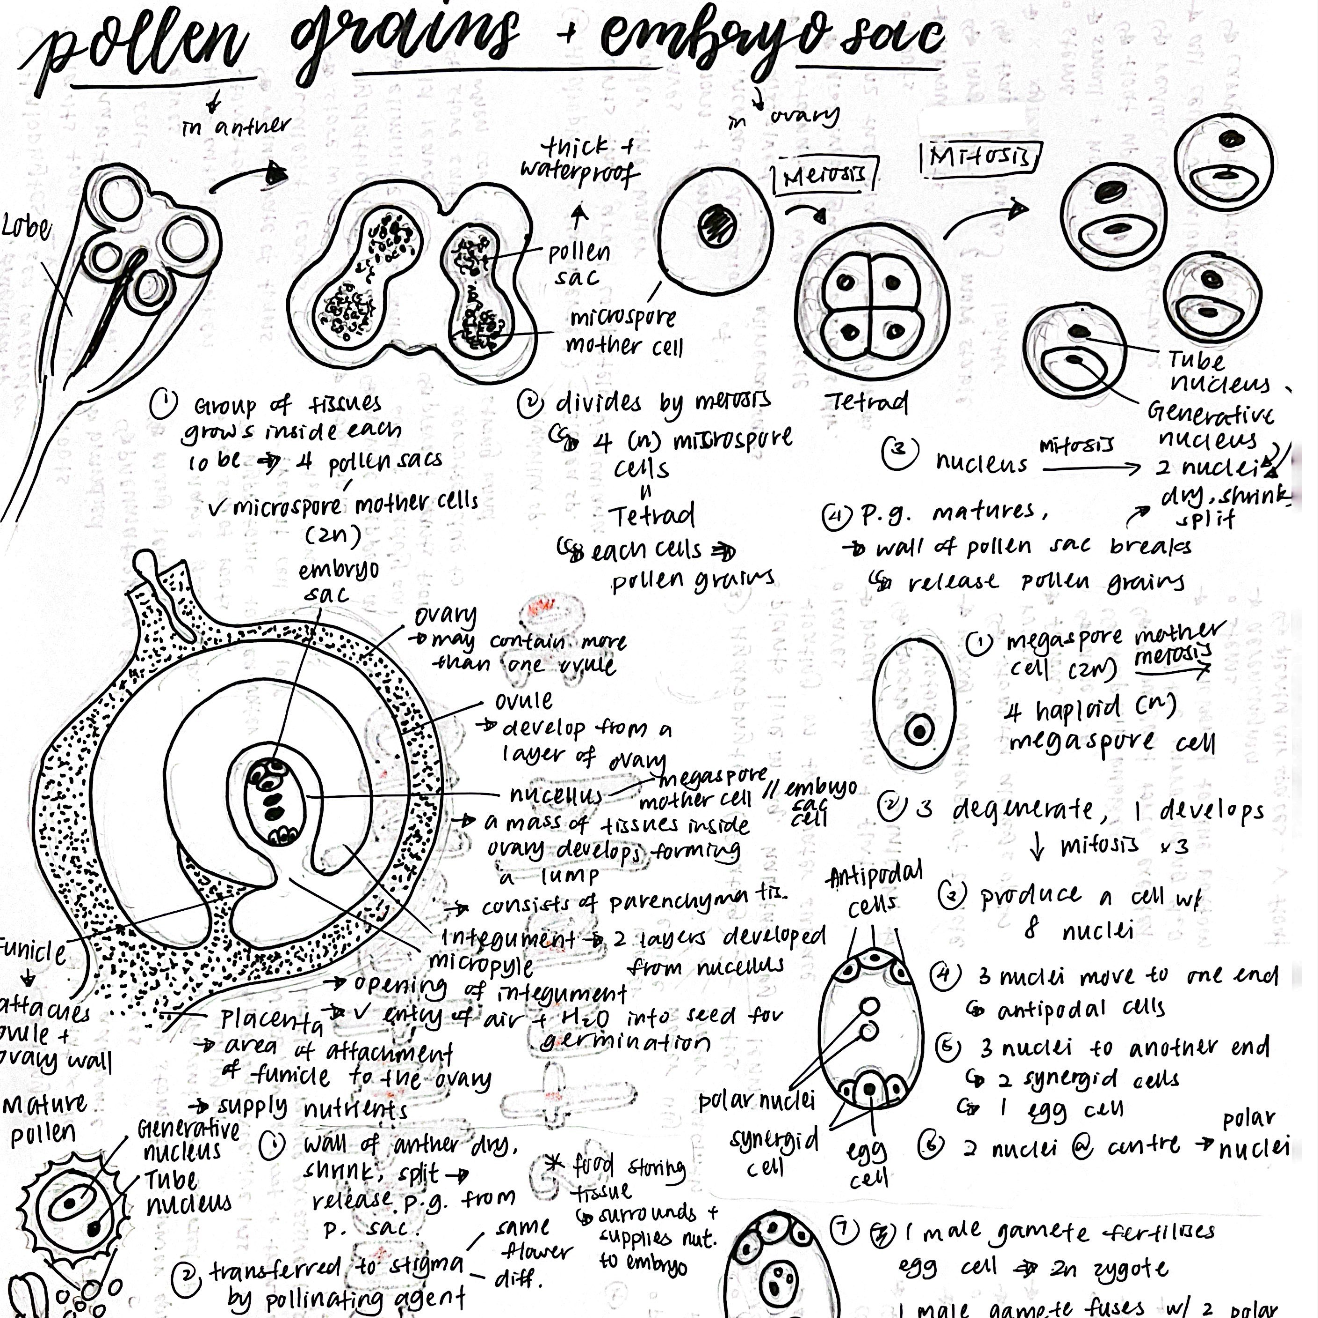 pollen grains + embryo sac
in anther
in ovary
Lobe
thick +
waterproof
pollen
sac
microspore
mother cell
Meiosis
Mitosis
Tetrad
Tube
nucleus
Generative
nucleus
① Group of tissues
grows inside each
lobe → 4 pollen sacs
✓ microspore mother cells
(2n)
② divides by meiosis
↳ 4 (n) microspore
cells
=
Tetrad
↳ each cells →
pollen grains
③ nucleus mitosis → 2 nuclei
④ P.g. matures,
dry, shrink,
split
→ wall of pollen sac breaks
↳ release pollen grains
embryo
sac
ovary
→ may contain more
than one ovule
ovule
→ develop from a
layer of ovary
nucellus
megaspore
mother cell // embryo
sac
cell
→ a mass of tissues inside
ovary develops, forming
a lump
→ consists of parenchyma tis.
Integument → 2 layers developed
from nucellus
micropyle
→ opening of integument
→ ✓ entry of air + H2O into seed for
germination
Funicle
↓
attaches
ovule +
ovary wall
Placenta
→ area of attachment
of funicle to the ovary
→ supply nutrients
① megaspore mother
cell (2n) meiosis →
4 haploid (n)
megaspore cell
② 3 degenerate, 1 develops
↓ mitosis x3
③ produce a cell w/
8 nuclei
④ 3 nuclei move to one end
↳ antipodal cells
⑤ 3 nuclei to another end
↳ 2 synergid cells
↳ 1 egg cell
⑥ 2 nuclei @ centre → polar
nuclei
Antipodal
cells
polar nuclei
synergid
cell
egg
cell
Mature
pollen
Generative
nucleus
Tube
nucleus
① wall of anther dry,
shrink, split →
release p.g. from
p. sac.
② transferred to stigma
by pollinating agent
same
flower
diff.
* food storing
tissue
↳ surrounds +
supplies nut.
to embryo
⑦ 1 male gamete fertilises
egg cell → 2n zygote
1 male gamete fuses w/ 2 polar